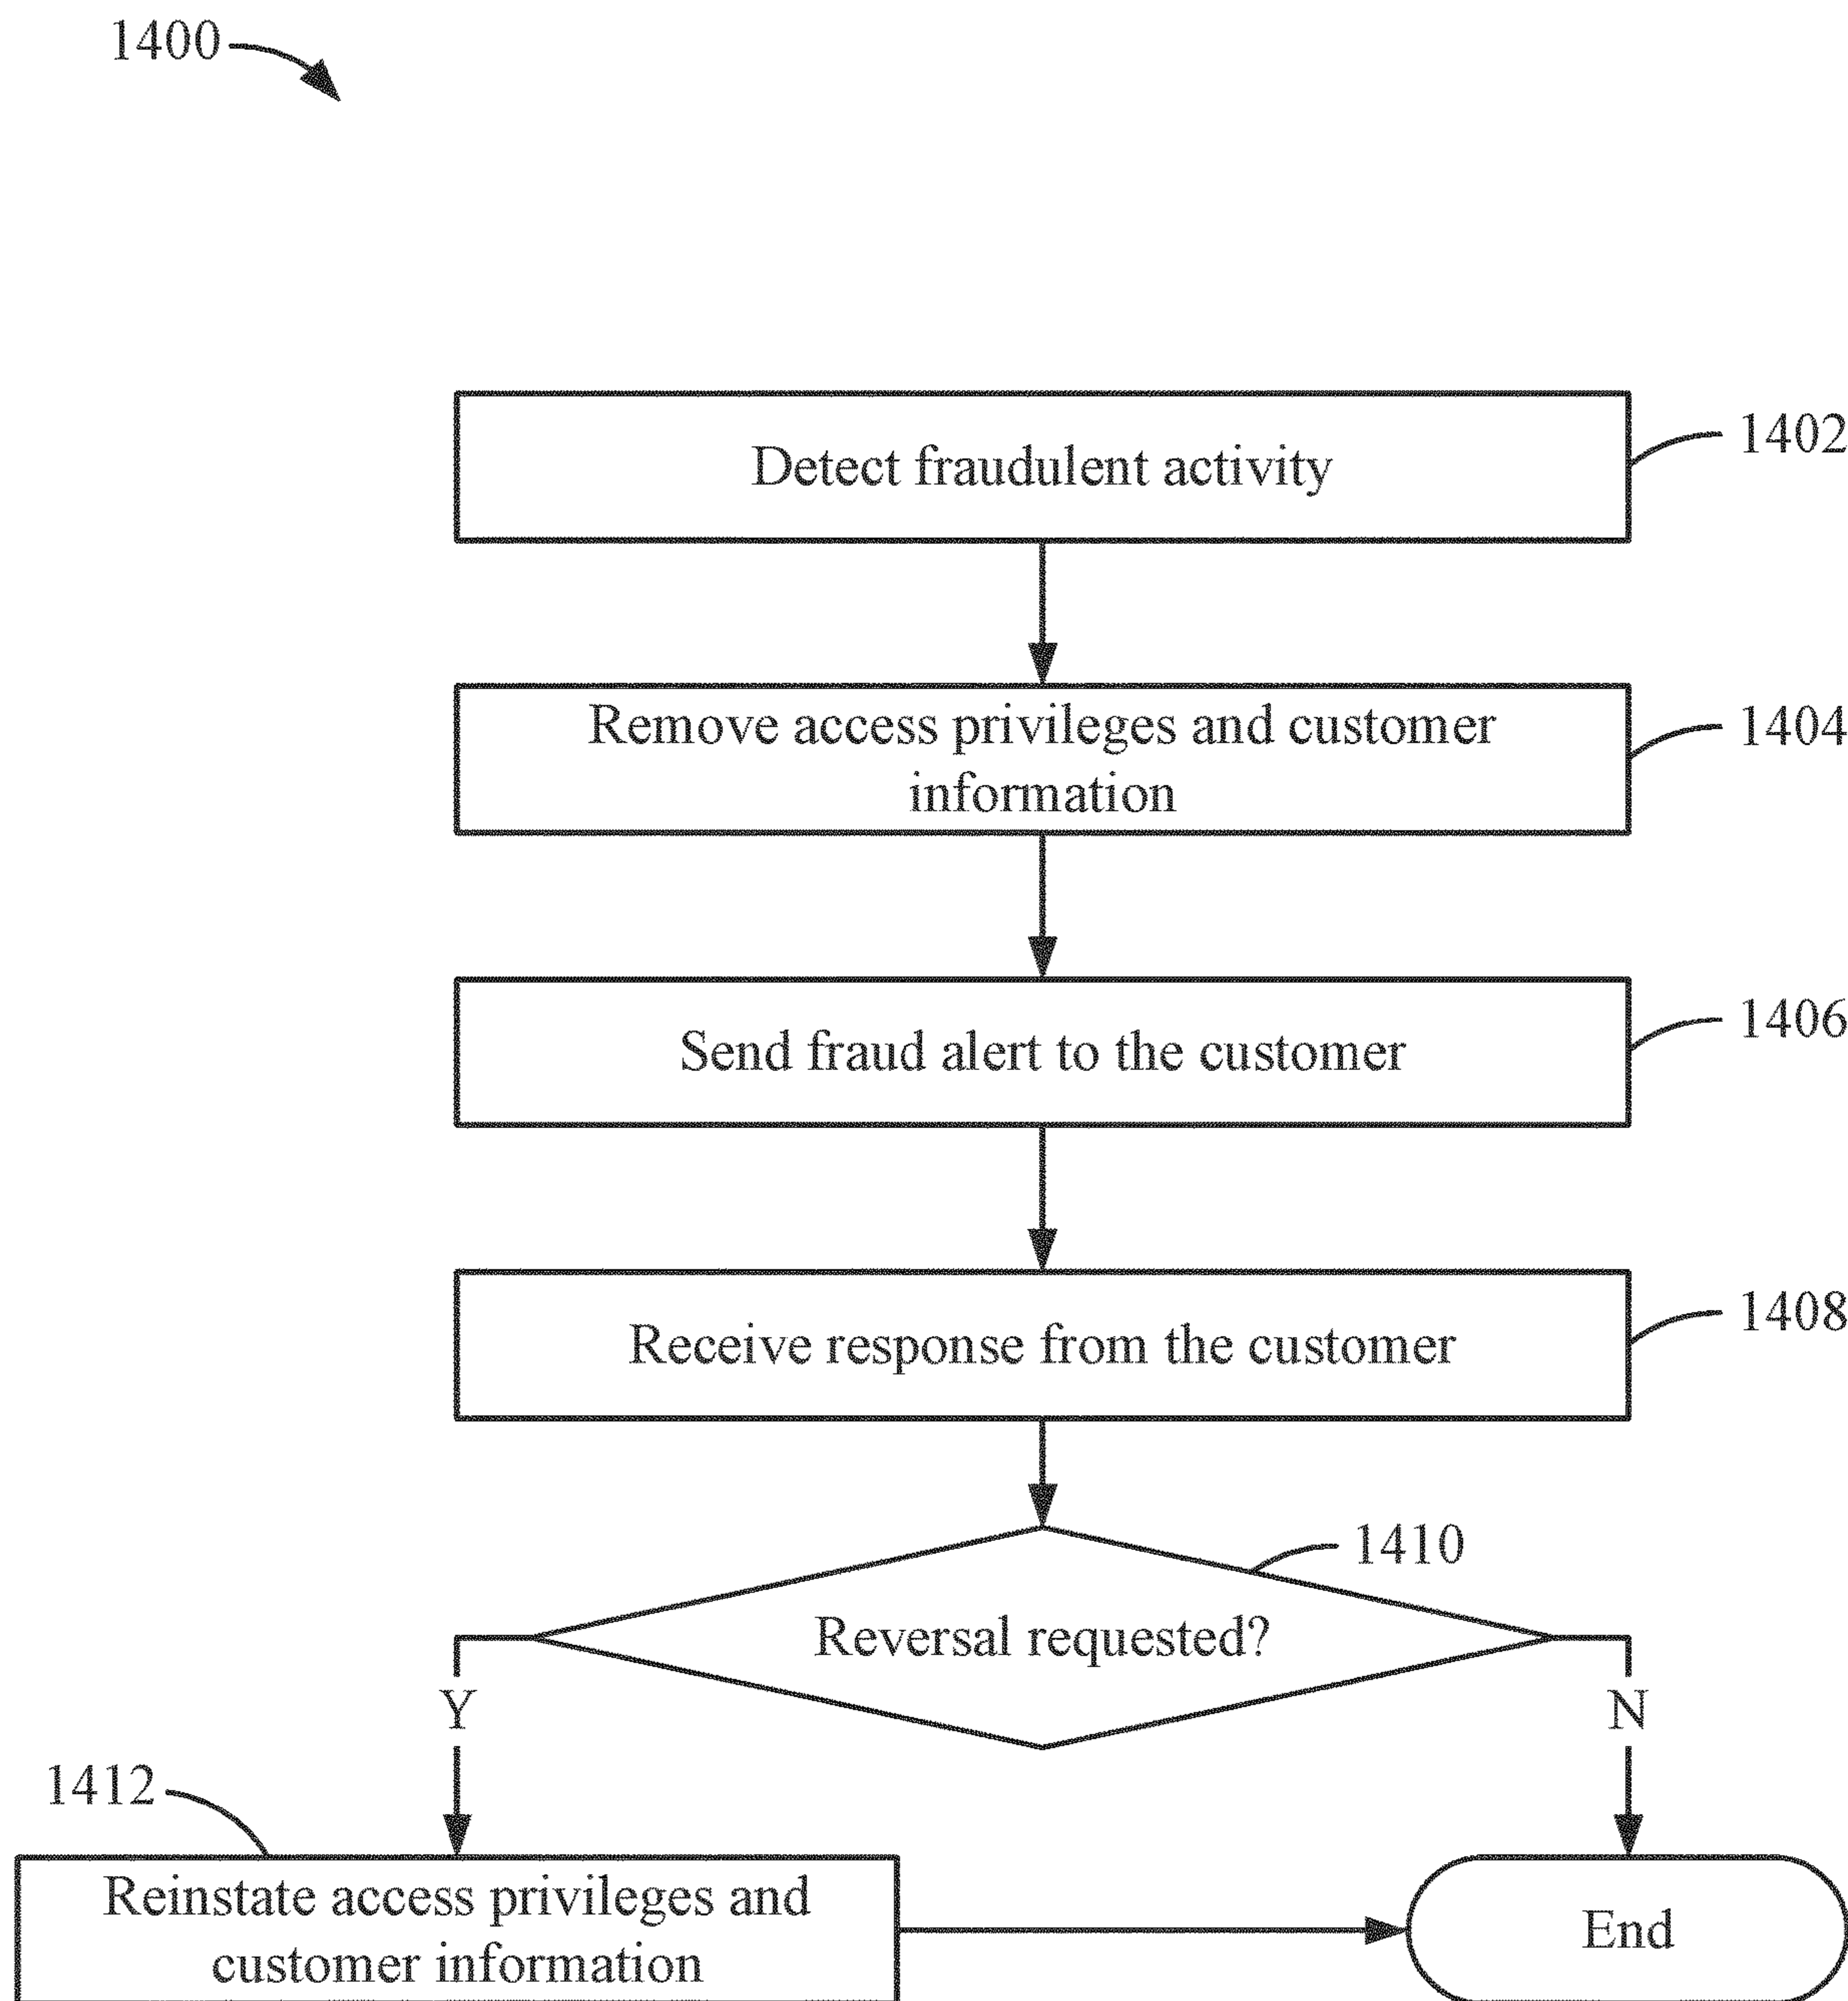 1400
Detect fraudulent activity
1402
Remove access privileges and customer
information
1404
Send fraud alert to the customer
1406
Receive response from the customer
1408
1410
Reversal requested?
Y
N
1412
Reinstate access privileges and
customer information
End